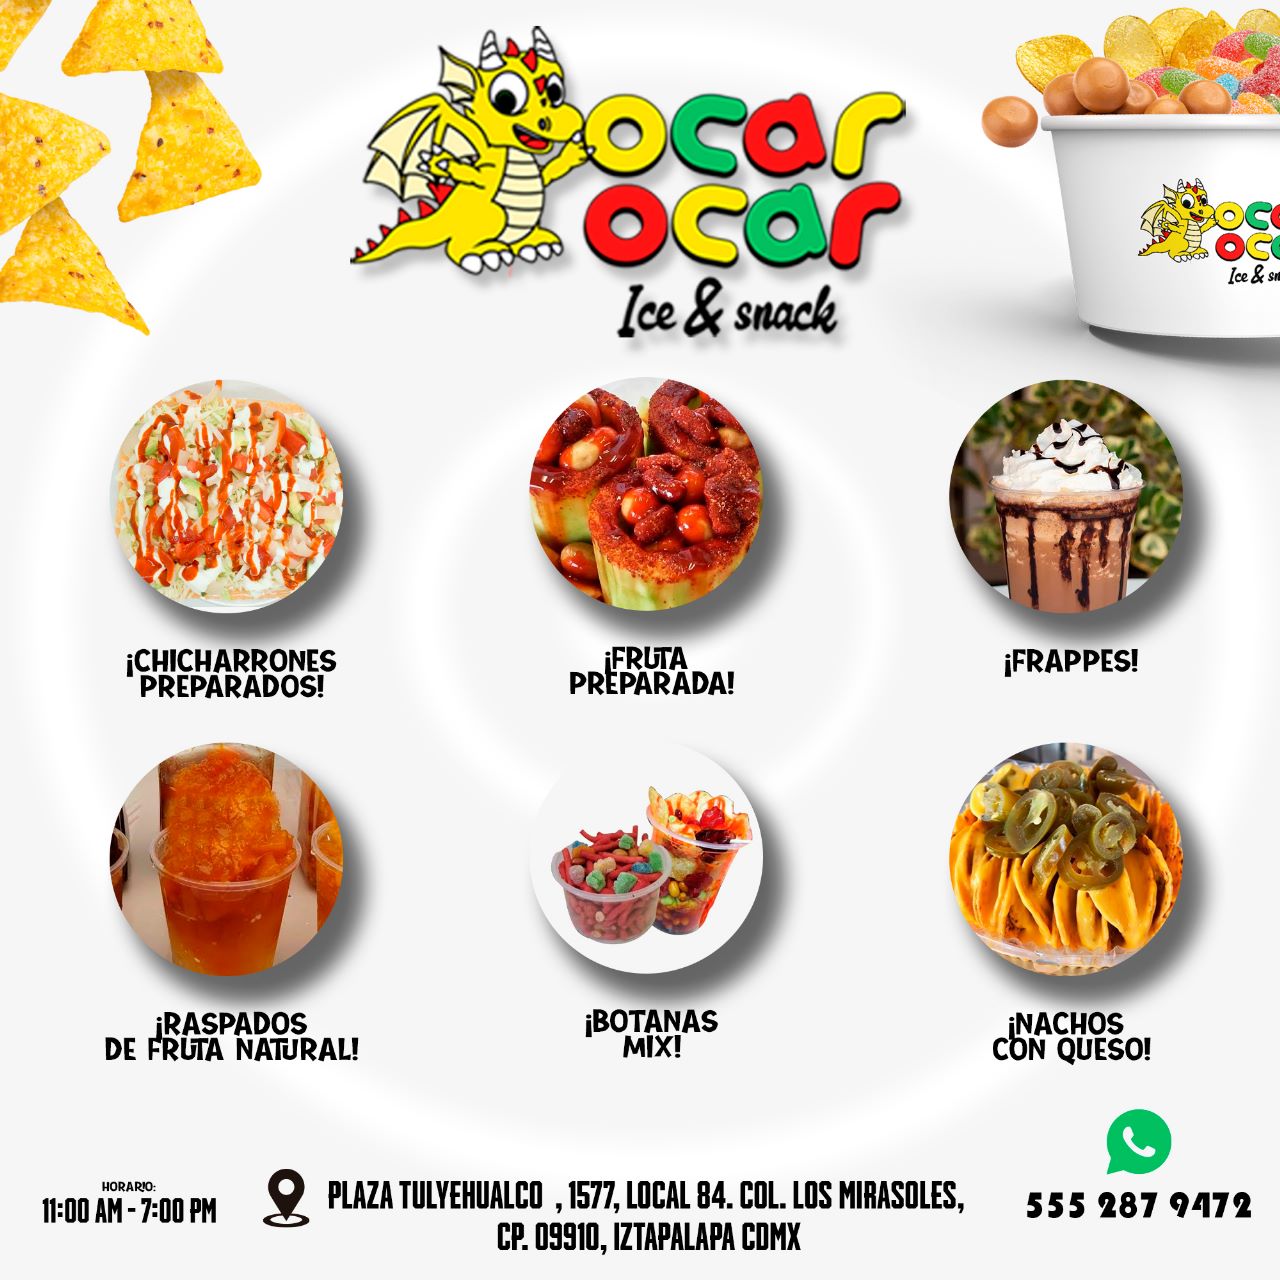 ocar
ocar
Ice & snack
¡CHICHARRONES
PREPARADOS!
¡FRUTA
PREPARADA!
¡FRAPPES!
¡RASPADOS
DE FRUTA NATURAL!
¡BOTANAS
MIX!
¡NACHOS
CON QUESO!
HORARIO:
11:00 AM - 7:00 PM
PLAZA TULYEHUALCO , 1577, LOCAL 84. COL. LOS MIRASOLES,
CP. 09910, IZTAPALAPA CDMX
555 287 9472